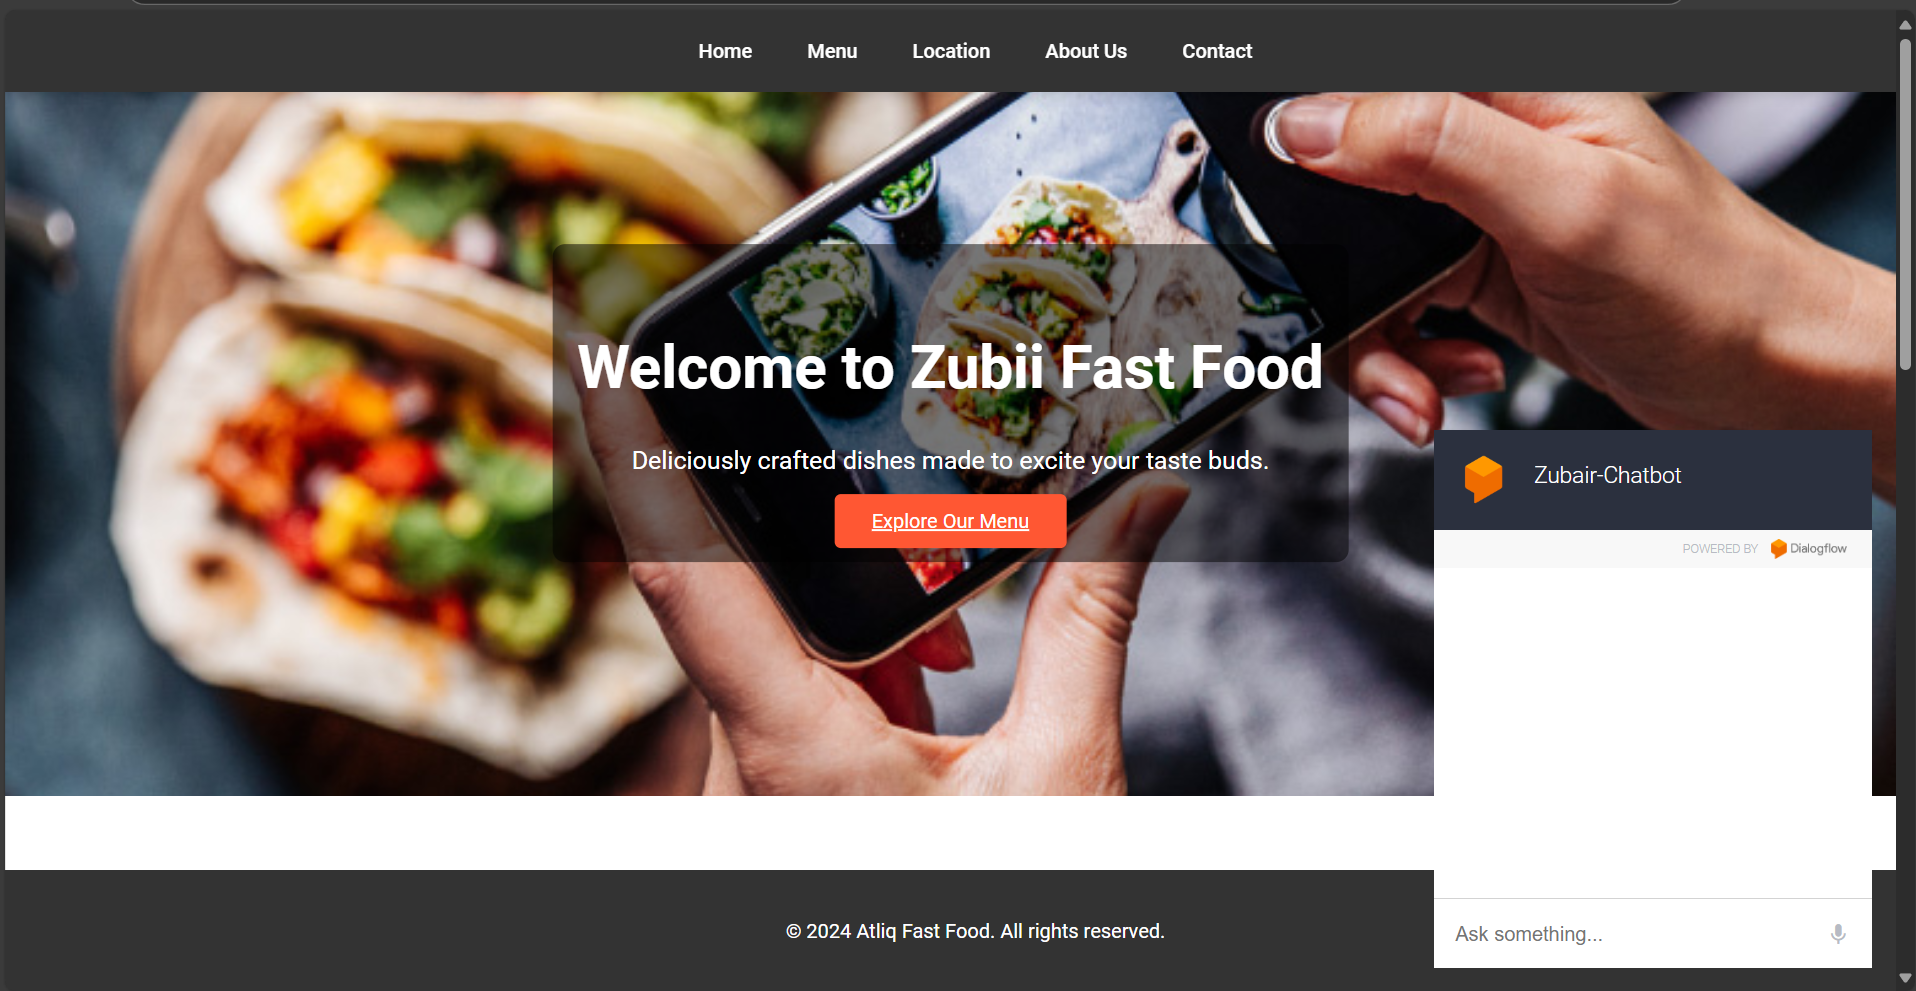 Home Menu Location About Us Contact
Welcome to Zubii Fast Food
Deliciously crafted dishes made to excite your taste buds.
Explore Our Menu
Zubair-Chatbot
POWERED BY Dialogflow
Ask something...
© 2024 Atliq Fast Food. All rights reserved.